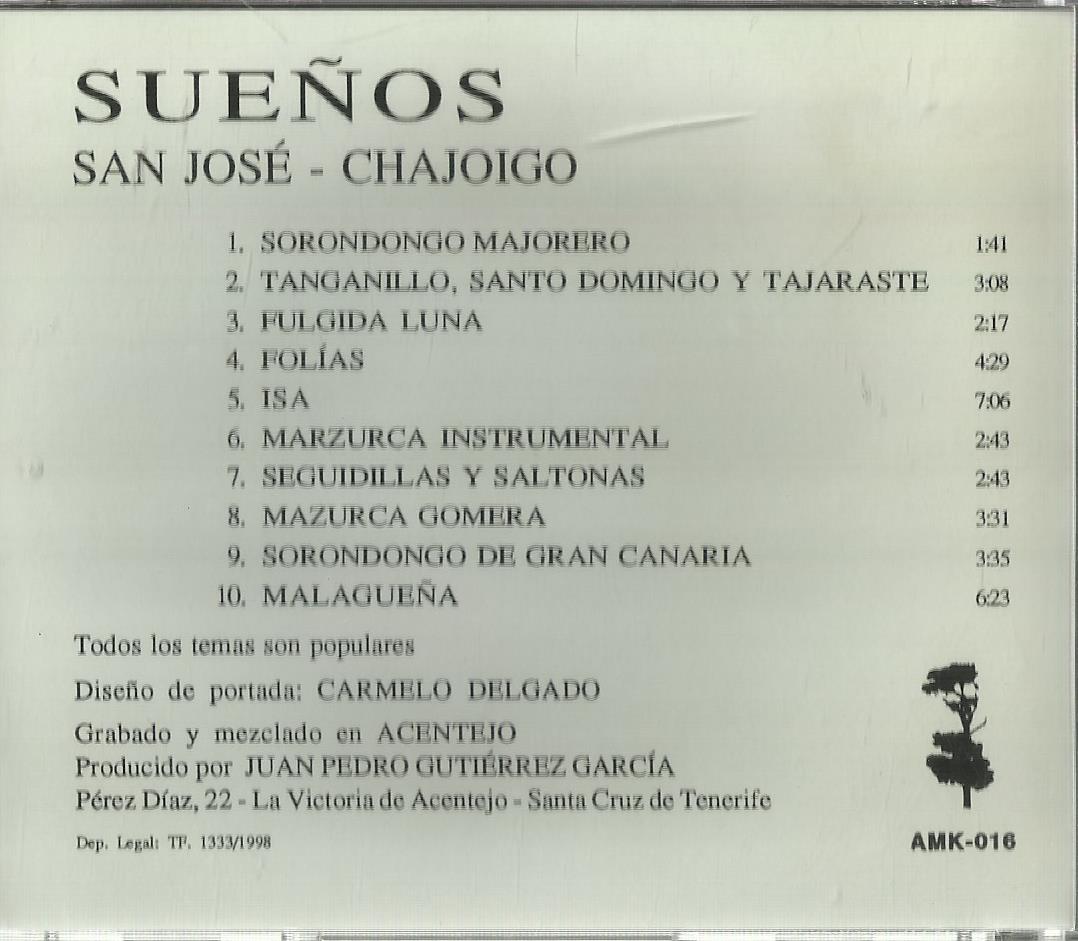 SUEÑOS
SAN JOSÉ - CHAJOIGO
1. SORONDONGO MAJORERO 1:41
2. TANGANILLO, SANTO DOMINGO Y TAJARASTE 3:08
3. FULGIDA LUNA 2:17
4. FOLÍAS 4:29
5. ISA 7:06
6. MARZURCA INSTRUMENTAL 2:43
7. SEGUIDILLAS Y SALTONAS 2:43
8. MAZURCA GOMERA 3:31
9. SORONDONGO DE GRAN CANARIA 3:35
10. MALAGUEÑA 6:23
Todos los temas son populares
Diseño de portada: CARMELO DELGADO
Grabado y mezclado en ACENTEJO
Producido por JUAN PEDRO GUTIÉRREZ GARCÍA
Pérez Díaz, 22 - La Victoria de Acentejo - Santa Cruz de Tenerife
Dep. Legal: TF. 1333/1998
AMK-016